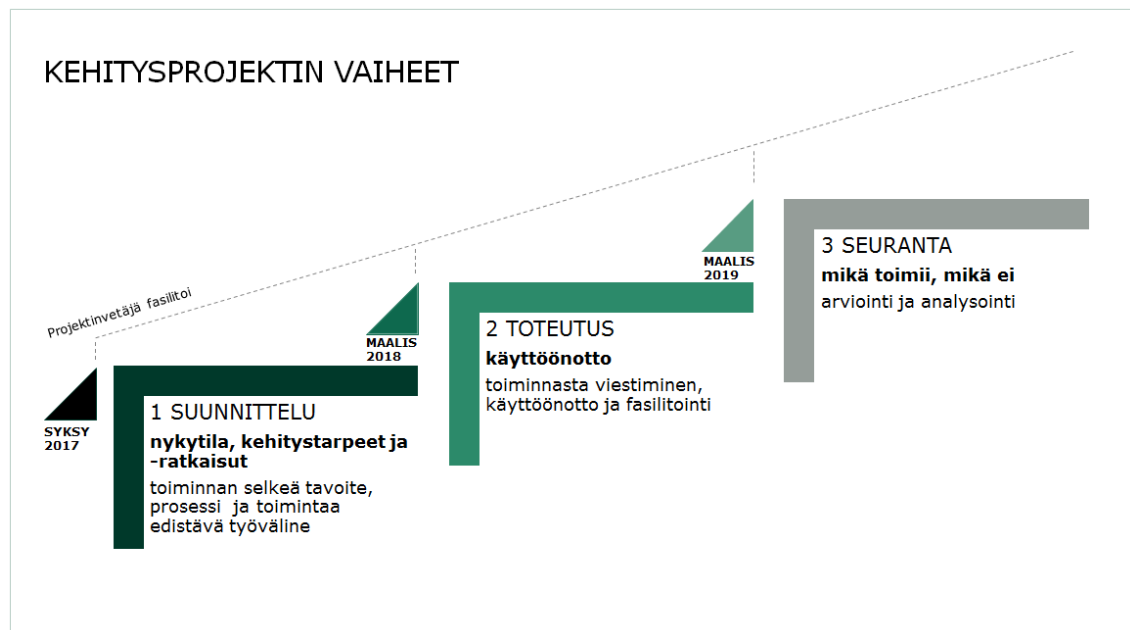 KEHITYSPROJEKTIN VAIHEET
Projektinvetäjä fasilitoi
SYKSY
2017
1 SUUNNITTELU
nykytila, kehitystarpeet ja
-ratkaisut
toiminnan selkeä tavoite,
prosessi ja toimintaa
edistävä työväline
MAALIS
2018
2 TOTEUTUS
käyttöönotto
toiminnasta viestiminen,
käyttöönotto ja fasilitointi
MAALIS
2019
3 SEURANTA
mikä toimii, mikä ei
arviointi ja analysointi